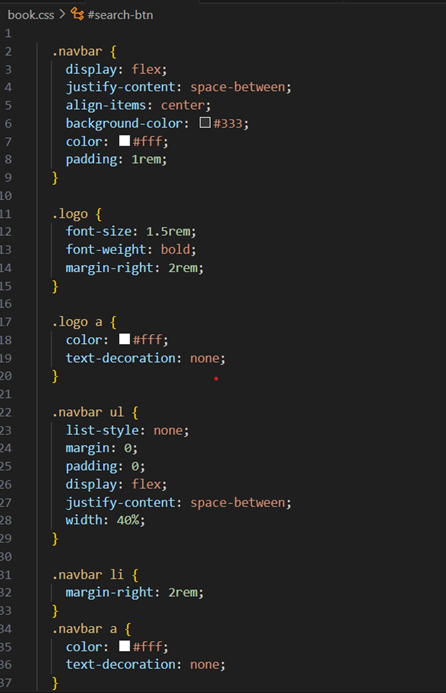 book.css > #search-btn
1
2 .navbar {
3 display: flex;
4 justify-content: space-between;
5 align-items: center;
6 background-color: #333;
7 color: #fff;
8 padding: 1rem;
9 }
10
11 .logo {
12 font-size: 1.5rem;
13 font-weight: bold;
14 margin-right: 2rem;
15 }
16
17 .logo a {
18 color: #fff;
19 text-decoration: none;
20 }
21
22 .navbar ul {
23 list-style: none;
24 margin: 0;
25 padding: 0;
26 display: flex;
27 justify-content: space-between;
28 width: 40%;
29 }
30
31 .navbar li {
32 margin-right: 2rem;
33 }
34 .navbar a {
35 color: #fff;
36 text-decoration: none;
37 }